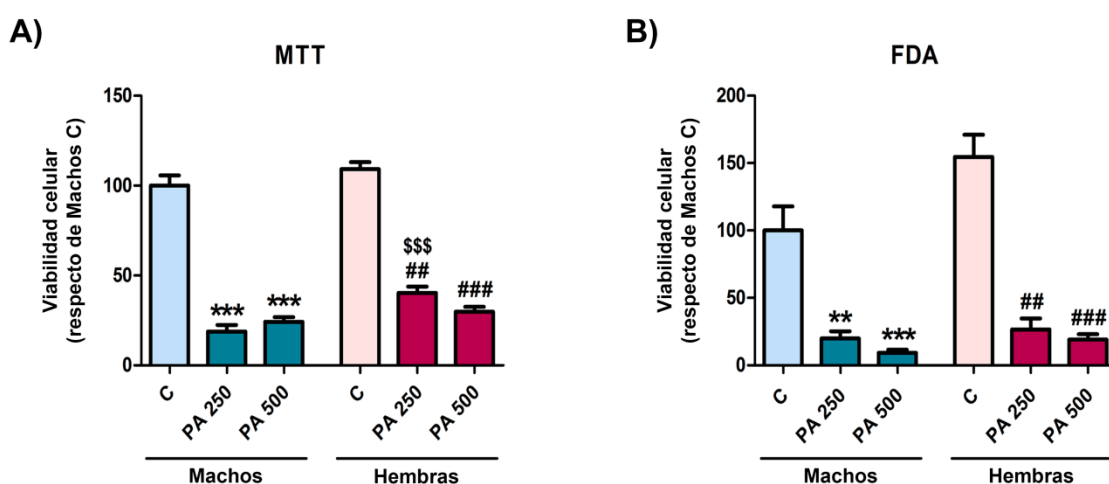 A)
MTT
Viabilidad celular
(respecto de Machos C)
150
100
50
0
***
***
$$$
##
###
C
PA 250
PA 500
C
PA 250
PA 500
Machos
Hembras
B)
FDA
Viabilidad celular
(respecto de Machos C)
200
150
100
50
0
**
***
##
###
C
PA 250
PA 500
C
PA 250
PA 500
Machos
Hembras